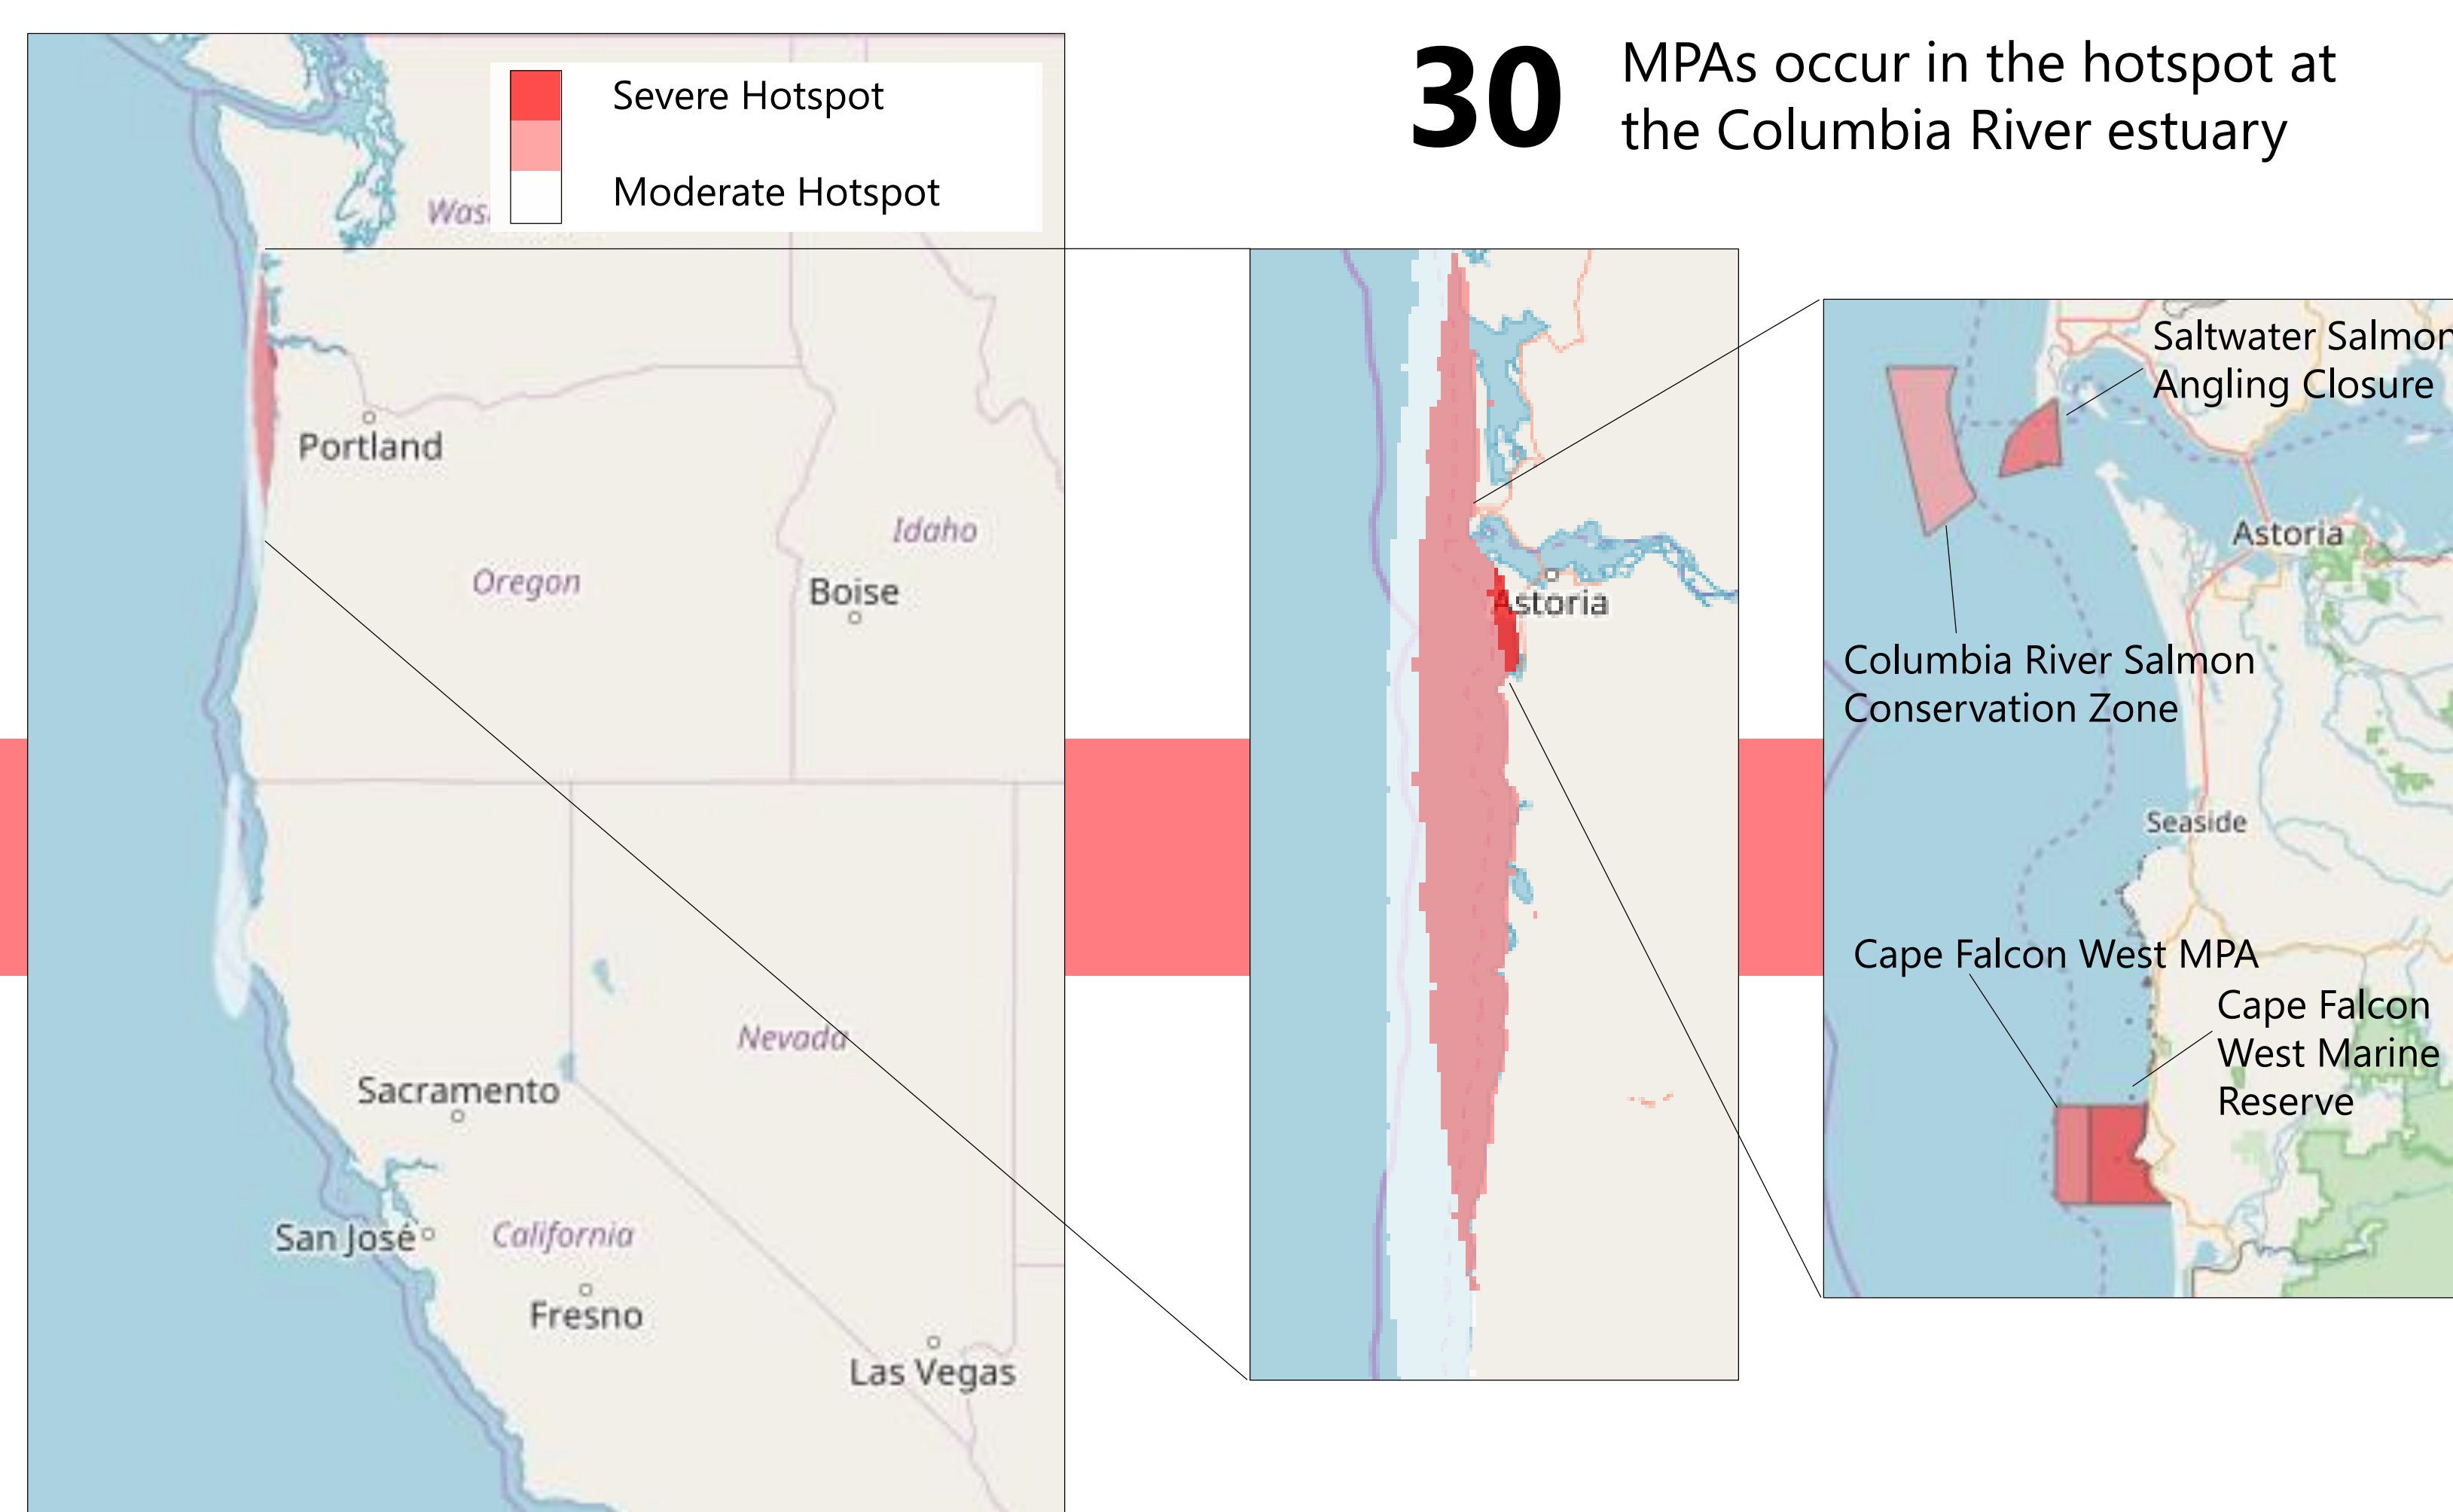 Severe Hotspot
Moderate Hotspot
30
MPAs occur in the hotspot at
the Columbia River estuary
Portland
Idaho
Oregon
Boise
Nevada
Sacramento
San José
California
Fresno
Las Vegas
Astoria
Saltwater Salmon
Angling Closure
Astoria
Columbia River Salmon
Conservation Zone
Seaside
Cape Falcon West MPA
Cape Falcon
West Marine
Reserve